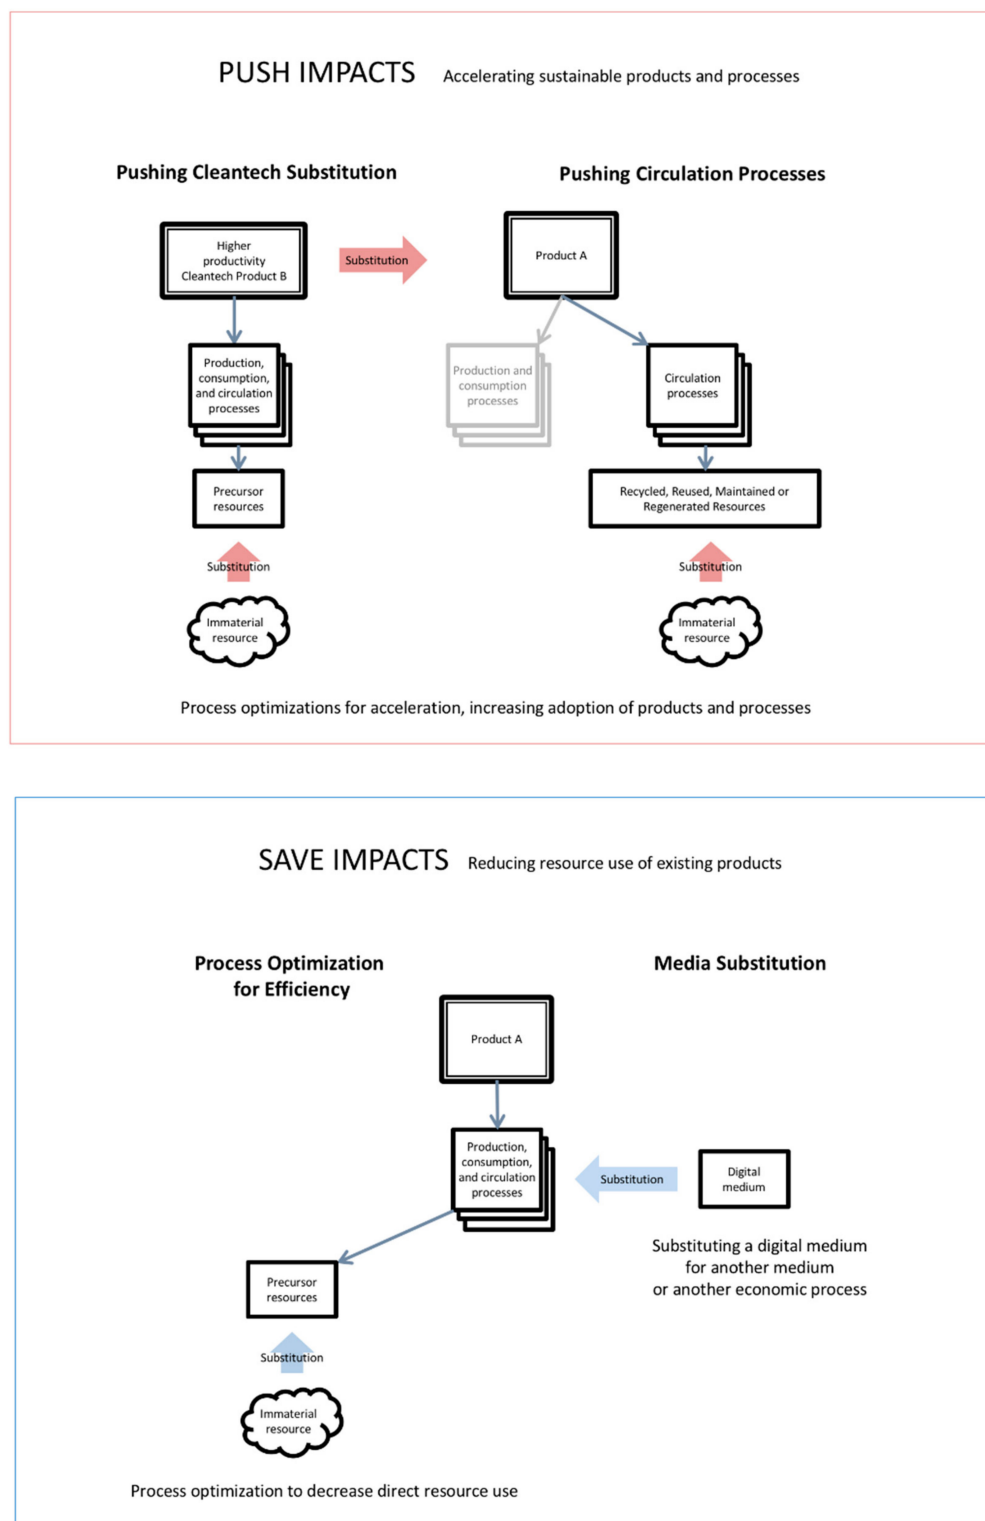 PUSH IMPACTS Accelerating sustainable products and processes
Pushing Cleantech Substitution
Pushing Circulation Processes
Higher
productivity
Cleantech Product B
Substitution
Product A
Production,
consumption,
and circulation
processes
Production and
consumption
processes
Circulation
processes
Precursor
resources
Recycled, Reused, Maintained or
Regenerated Resources
Substitution
Substitution
Immaterial
resource
Immaterial
resource
Process optimizations for acceleration, increasing adoption of products and processes
SAVE IMPACTS Reducing resource use of existing products
Process Optimization
for Efficiency
Media Substitution
Product A
Production,
consumption,
and circulation
processes
Substitution
Digital
medium
Substituting a digital medium
for another medium
or another economic process
Precursor
resources
Substitution
Immaterial
resource
Process optimization to decrease direct resource use